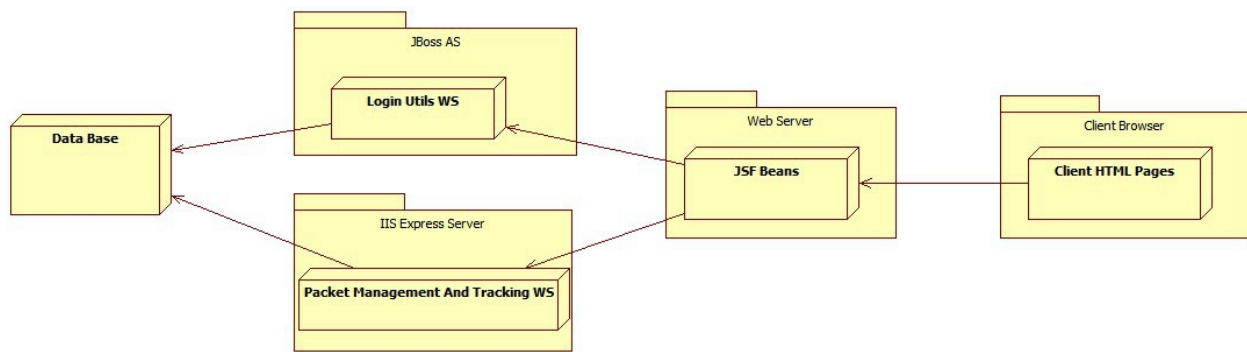 JBoss AS
Login Utils WS
Data Base
Web Server
JSF Beans
Client Browser
Client HTML Pages
IIS Express Server
Packet Management And Tracking WS